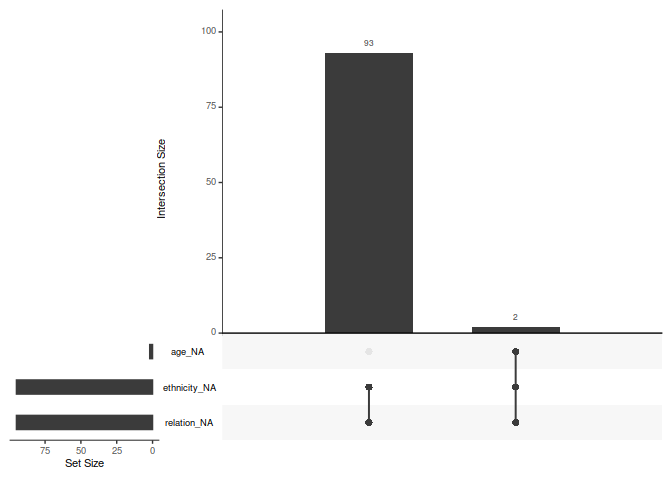 100
93
75
Intersection Size
50
25
2
0
age_NA
ethnicity_NA
relation_NA
75 50 25 0
Set Size